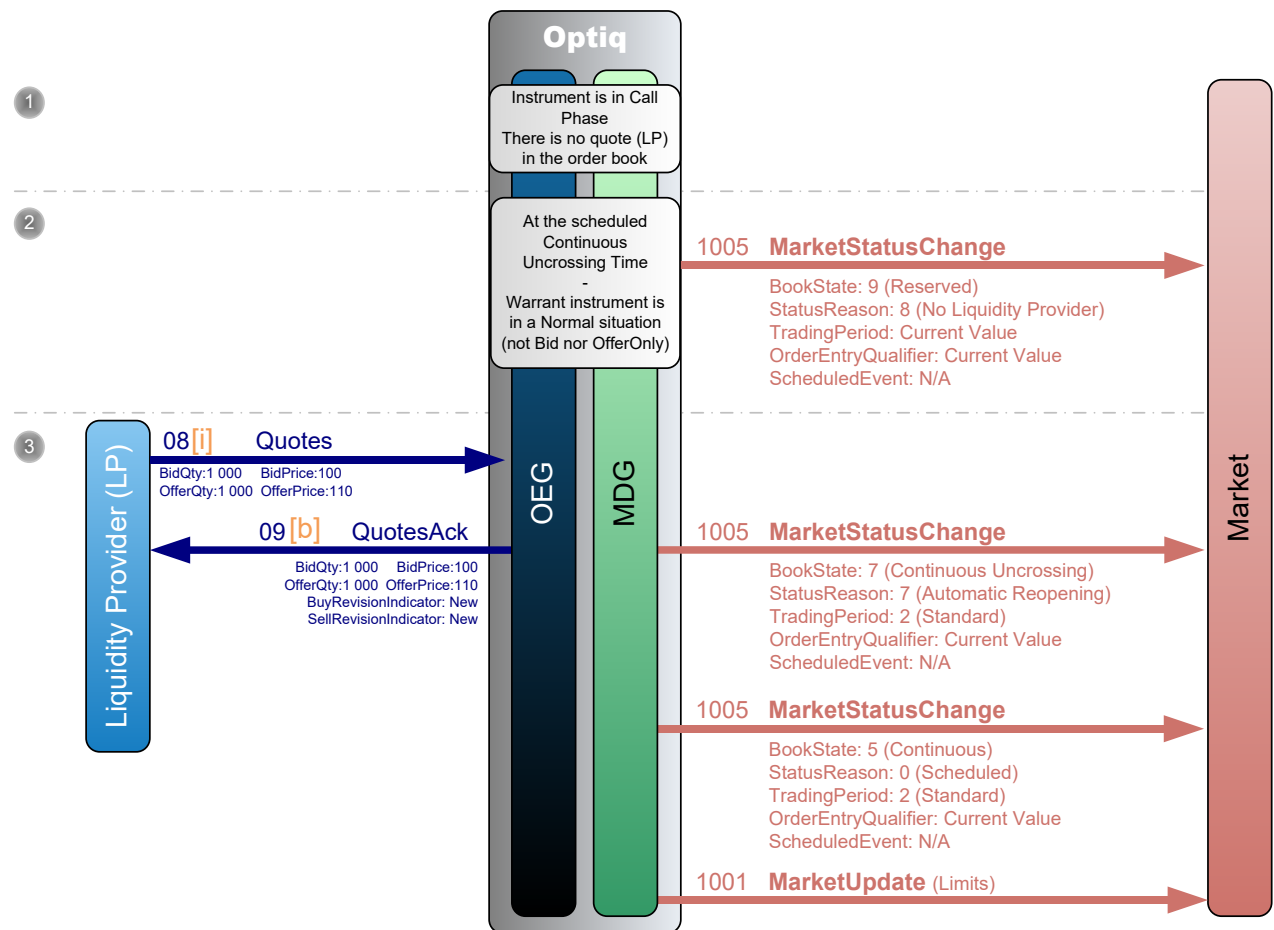 Optiq
1
Instrument is in Call
Phase
There is no quote (LP)
in the order book
2
At the scheduled
Continuous
Uncrossing Time
-
Warrant instrument is
in a Normal situation
(not Bid nor OfferOnly)
1005 MarketStatusChange
BookState: 9 (Reserved)
StatusReason: 8 (No Liquidity Provider)
TradingPeriod: Current Value
OrderEntryQualifier: Current Value
ScheduledEvent: N/A
3
Liquidity Provider (LP)
08[i] Quotes
BidQty:1 000 BidPrice:100
OfferQty:1 000 OfferPrice:110
09[b] QuotesAck
BidQty:1 000 BidPrice:100
OfferQty:1 000 OfferPrice:110
BuyRevisionIndicator: New
SellRevisionIndicator: New
OEG
MDG
Market
1005 MarketStatusChange
BookState: 7 (Continuous Uncrossing)
StatusReason: 7 (Automatic Reopening)
TradingPeriod: 2 (Standard)
OrderEntryQualifier: Current Value
ScheduledEvent: N/A
1005 MarketStatusChange
BookState: 5 (Continuous)
StatusReason: 0 (Scheduled)
TradingPeriod: 2 (Standard)
OrderEntryQualifier: Current Value
ScheduledEvent: N/A
1001 MarketUpdate (Limits)